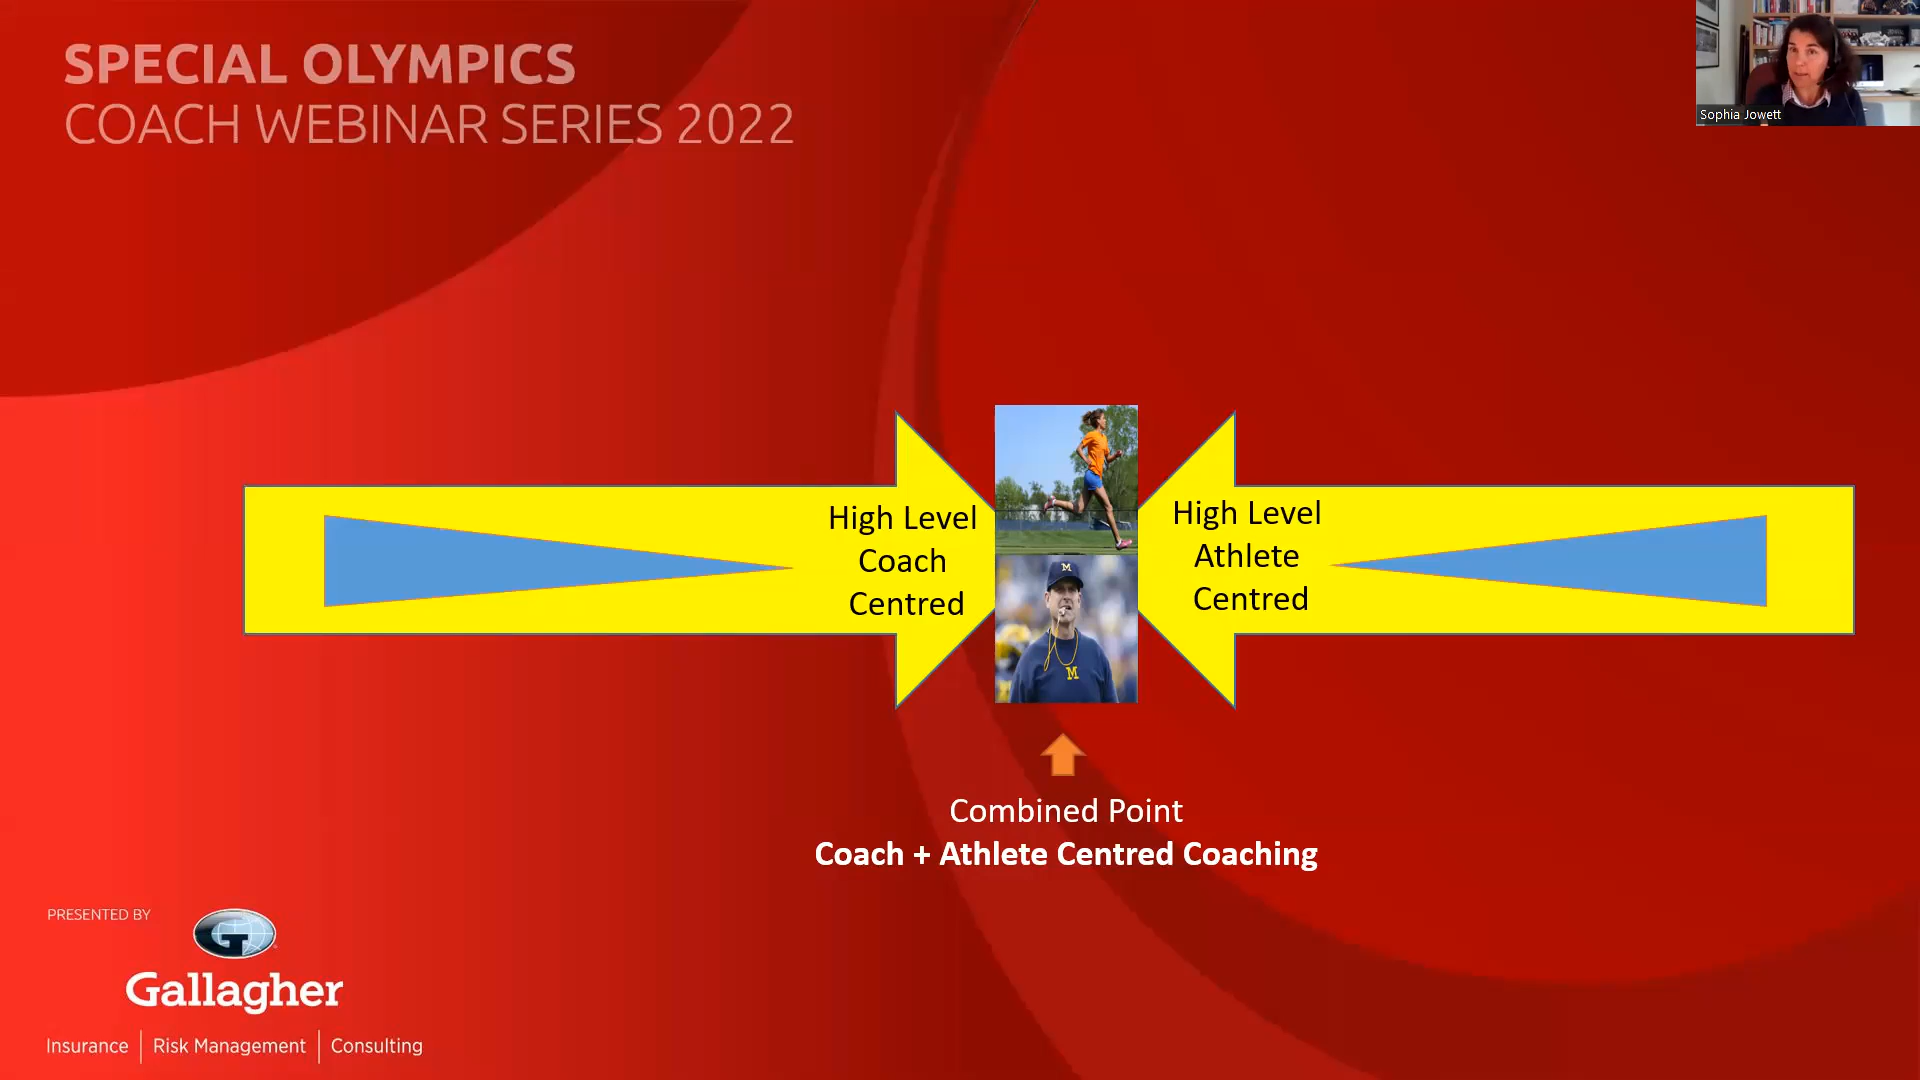 SPECIAL OLYMPICS
COACH WEBINAR SERIES 2022
Sophia Jowett
High Level
Coach
Centred
High Level
Athlete
Centred
M
M
Combined Point
Coach + Athlete Centred Coaching
PRESENTED BY
G
Gallagher
Insurance | Risk Management | Consulting